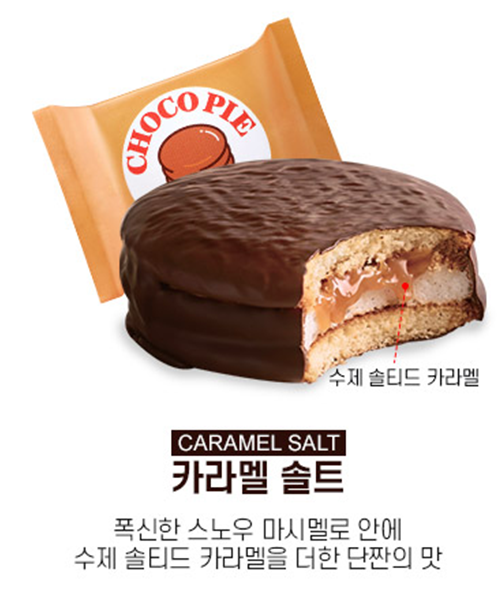 CHOCO PIE
수제 솔티드 카라멜
CARAMEL SALT
카라멜 솔트
폭신한 스노우 마시멜로 안에
수제 솔티드 카라멜을 더한 단짠의 맛